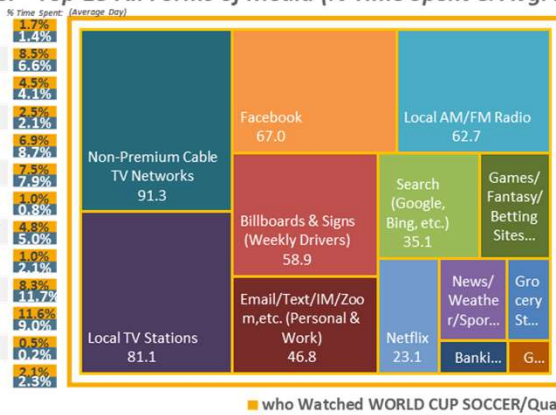 % Time Spent: (Average Day)
1.7%
1.4%
8.5%
6.6%
4.5%
4.1%
2.5%
2.1%
6.9%
8.7%
7.5%
7.9%
1.0%
0.8%
4.8%
5.0%
1.0%
2.1%
8.3%
11.7%
11.6%
9.0%
0.5%
0.2%
2.1%
2.3%
Non-Premium Cable
TV Networks
91.3
Local TV Stations
81.1
Facebook
67.0
Local AM/FM Radio
62.7
Billboards & Signs
(Weekly Drivers)
58.9
Email/Text/IM/Zoo
m,etc. (Personal &
Work)
46.8
Search
(Google,
Bing, etc.)
35.1
Games/
Fantasy/
Betting
Sites...
Netflix
23.1
News/
Weathe
r/Spor...
Gro
cery
St...
Banki...
G...
who Watched WORLD CUP SOCCER/Qua